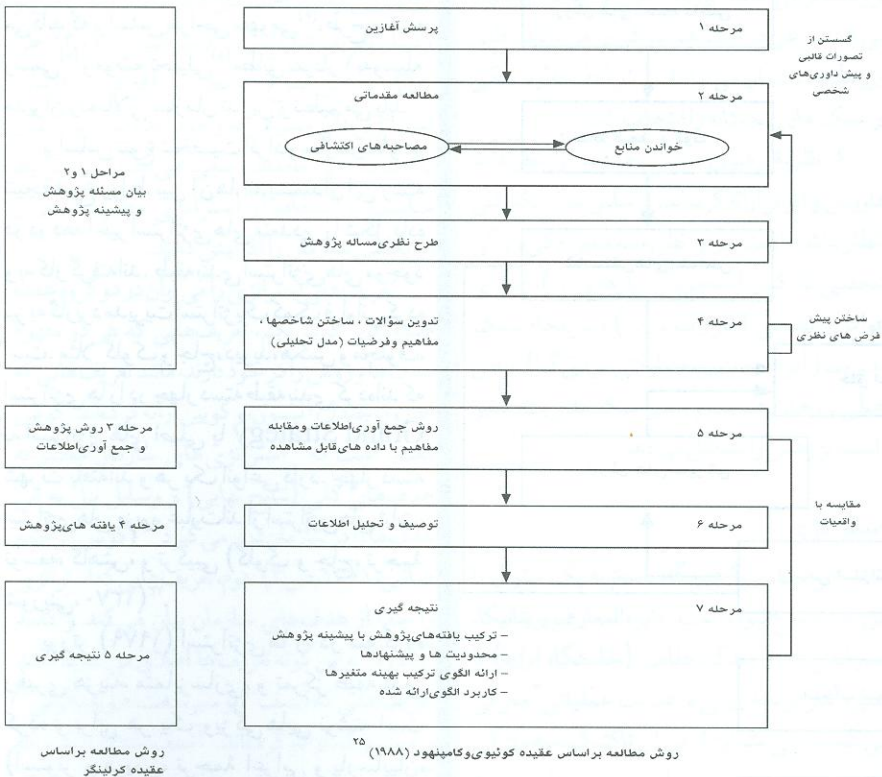 گسستن از
تصورات قالبی
و پیش داوری‌های
شخصی
مرحله ۱
پرسش آغازین
مرحله ۲
مطالعه مقدماتی
خواندن منابع
مصاحبه‌های اکتشافی
مرحله ۳
طرح نظری‌مساله پژوهش
ساختن پیش
فرض های نظری
مرحله ۴
تدوین سؤالات ، ساختن شاخصها ،
مفاهیم وفرضیات (مدل تحلیلی)
مقایسه با
واقعیات
مرحله ۵
روش جمع آوری‌اطلاعات ومقابله
مفاهیم با داده های‌قابل مشاهده
مرحله ۶
توصیف و تحلیل اطلاعات
مرحله ۷
نتیجه گیری
– ترکیب یافته‌های‌پژوهش با پیشینه پژوهش
– محدودیت ها و پیشنهادها
– ارائه الگوی ترکیب بهینه متغیرها
– کاربرد الگوی‌ارائه شده
روش مطالعه براساس عقیده کوئیوی‌وکامپنهود (۱۹۸۸) ۲۵
مراحل ۱ و۲
بیان مسئله پژوهش
و پیشینه پژوهش
مرحله ۳ روش پژوهش
و جمع آوری‌اطلاعات
مرحله ۴ یافته های‌پژوهش
مرحله ۵ نتیجه گیری
روش مطالعه براساس
عقیده کرلینگر